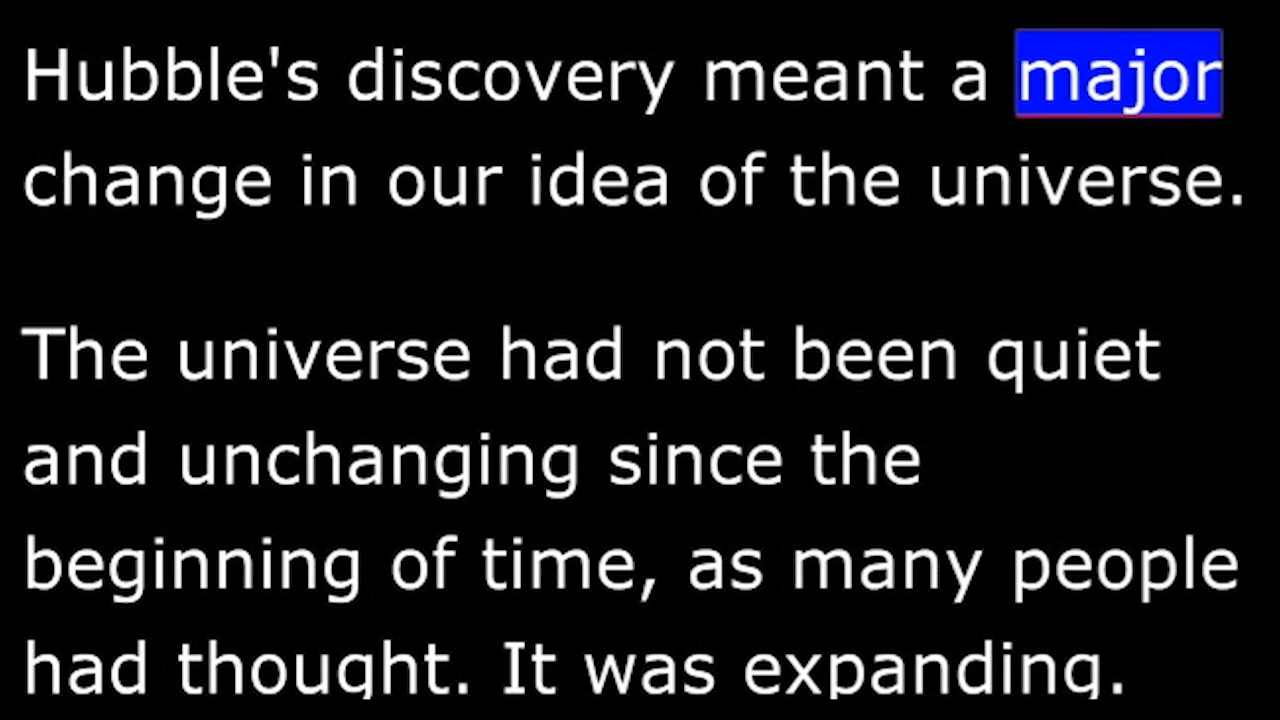 Hubble's discovery meant a major
change in our idea of the universe.
The universe had not been quiet
and unchanging since the
beginning of time, as many people
had thought. It was expanding.